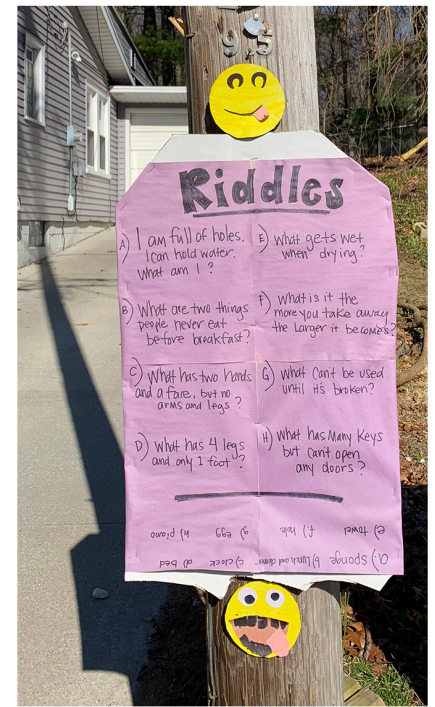 9.5
Riddles
A) I am full of holes.
I can hold water.
What am I ?
B) What are two things
people never eat
before breakfast?
C) What has two hands
and a face, but no
arms and legs ?
D) What has 4 legs
and only 1 foot ?
E) What gets wet
when drying?
F) What is it the
more you take away
the larger it becomes?
G) What can't be used
until it's broken?
H) What has Many Keys
but can't open
any doors ?
a.) sponge b) Lunch and dinner c) clock d) bed
e) towel f.) hole g) egg h) piano